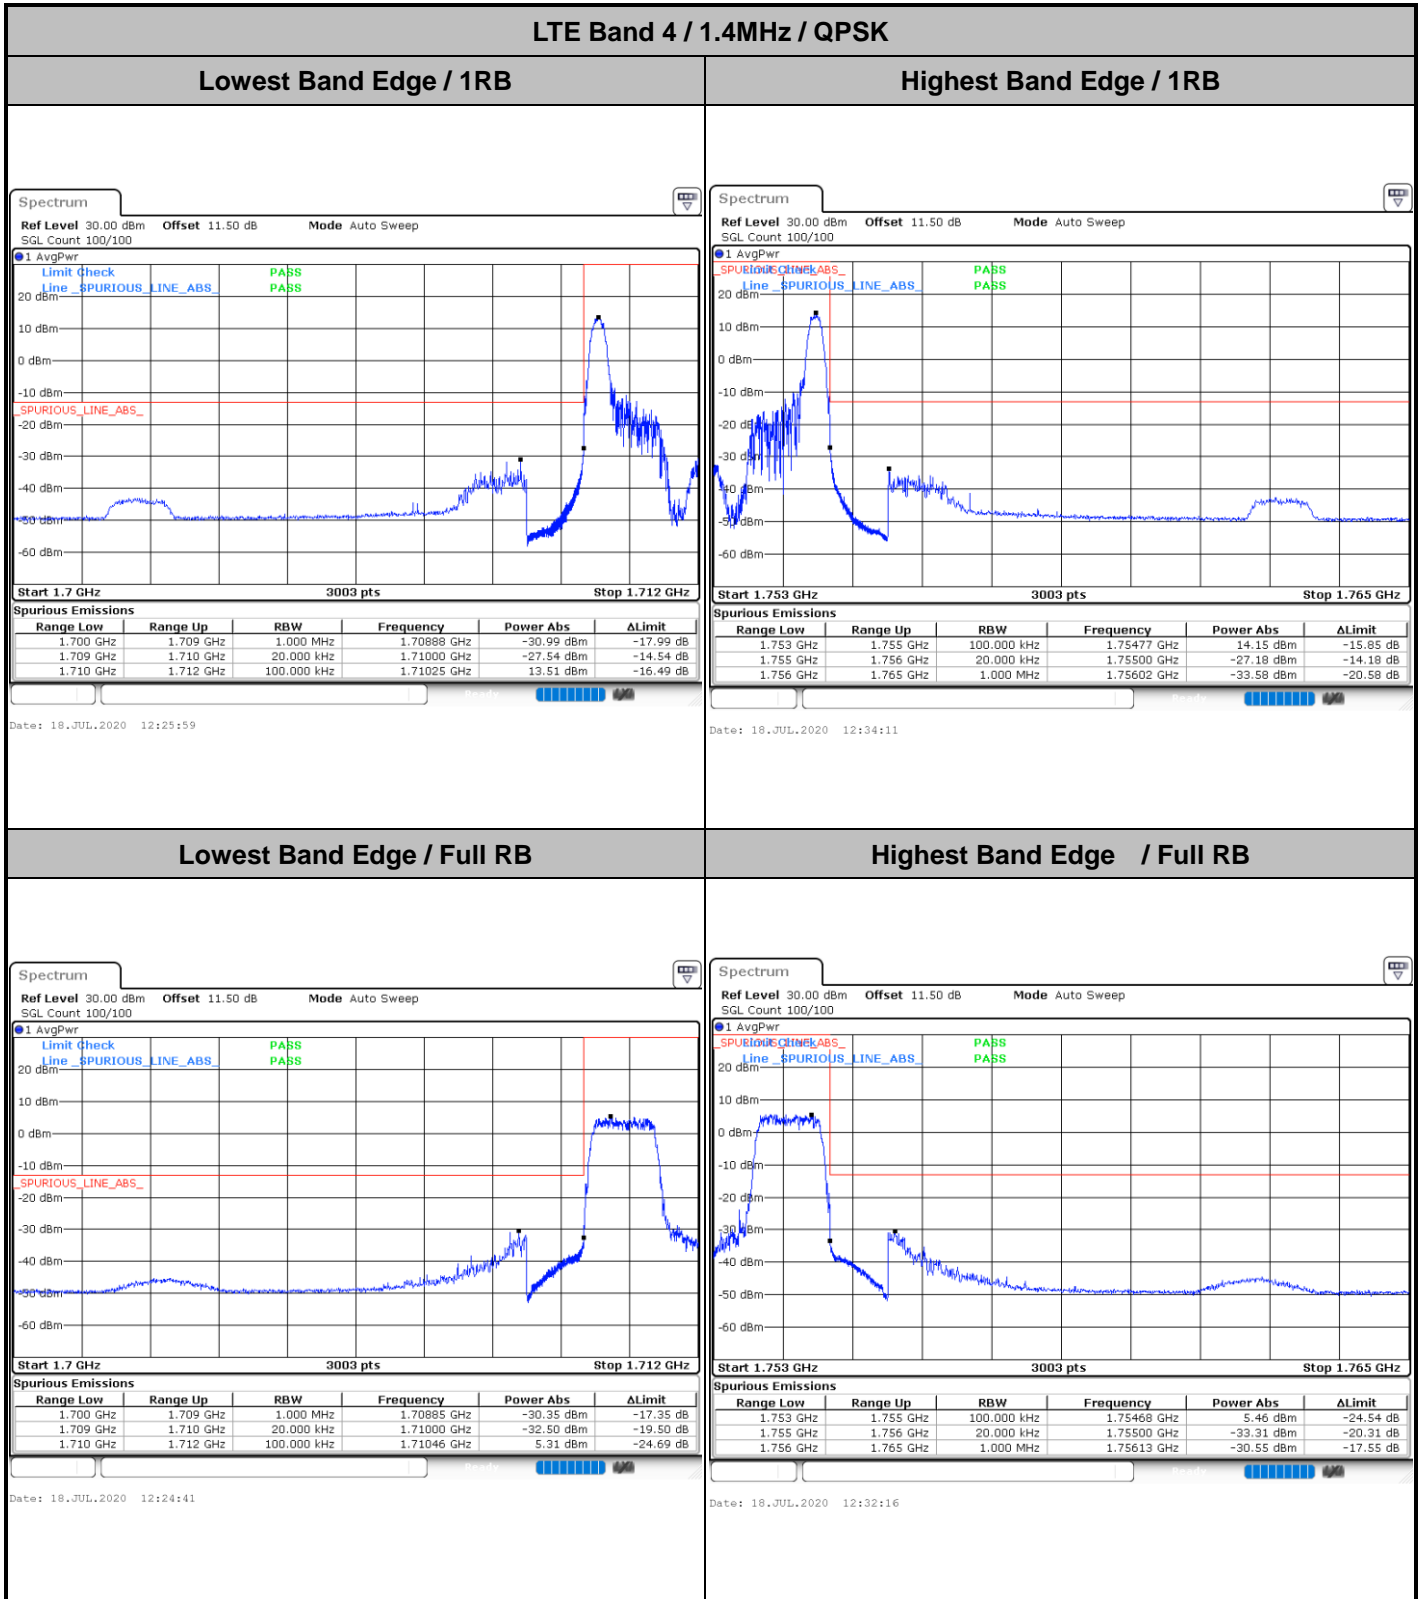 LTE Band 4 / 1.4MHz / QPSK
Lowest Band Edge / 1RB
Highest Band Edge / 1RB
Spectrum
Ref Level 30.00 dBm Offset 11.50 dB Mode Auto Sweep
SGL Count 100/100
1 AvgPwr
Limit Check PASS
Line _SPURIOUS_LINE_ABS_ PASS
20 dBm
10 dBm
0 dBm
-10 dBm
_SPURIOUS_LINE_ABS_
-20 dBm
-30 dBm
-40 dBm
-50 dBm
-60 dBm
Start 1.7 GHz 3003 pts Stop 1.712 GHz
Spurious Emissions
Range Low Range Up RBW Frequency Power Abs ΔLimit
1.700 GHz 1.709 GHz 1.000 MHz 1.70888 GHz -30.99 dBm -17.99 dB
1.709 GHz 1.710 GHz 20.000 kHz 1.71000 GHz -27.54 dBm -14.54 dB
1.710 GHz 1.712 GHz 100.000 kHz 1.71025 GHz 13.51 dBm -16.49 dB
Ready
Date: 18.JUL.2020 12:25:59
Spectrum
Ref Level 30.00 dBm Offset 11.50 dB Mode Auto Sweep
SGL Count 100/100
1 AvgPwr
_SPURIOUS_LINE_ABS_
Limit Check PASS
Line _SPURIOUS_LINE_ABS_ PASS
20 dBm
10 dBm
0 dBm
-10 dBm
-20 dBm
-30 dBm
-40 dBm
-50 dBm
-60 dBm
Start 1.753 GHz 3003 pts Stop 1.765 GHz
Spurious Emissions
Range Low Range Up RBW Frequency Power Abs ΔLimit
1.753 GHz 1.755 GHz 100.000 kHz 1.75477 GHz 14.15 dBm -15.85 dB
1.755 GHz 1.756 GHz 20.000 kHz 1.75500 GHz -27.18 dBm -14.18 dB
1.756 GHz 1.765 GHz 1.000 MHz 1.75602 GHz -33.58 dBm -20.58 dB
Ready
Date: 18.JUL.2020 12:34:11
Lowest Band Edge / Full RB
Highest Band Edge / Full RB
Spectrum
Ref Level 30.00 dBm Offset 11.50 dB Mode Auto Sweep
SGL Count 100/100
1 AvgPwr
Limit Check PASS
Line _SPURIOUS_LINE_ABS_ PASS
20 dBm
10 dBm
0 dBm
-10 dBm
_SPURIOUS_LINE_ABS_
-20 dBm
-30 dBm
-40 dBm
-50 dBm
-60 dBm
Start 1.7 GHz 3003 pts Stop 1.712 GHz
Spurious Emissions
Range Low Range Up RBW Frequency Power Abs ΔLimit
1.700 GHz 1.709 GHz 1.000 MHz 1.70885 GHz -30.35 dBm -17.35 dB
1.709 GHz 1.710 GHz 20.000 kHz 1.71000 GHz -32.50 dBm -19.50 dB
1.710 GHz 1.712 GHz 100.000 kHz 1.71046 GHz 5.31 dBm -24.69 dB
Ready
Date: 18.JUL.2020 12:24:41
Spectrum
Ref Level 30.00 dBm Offset 11.50 dB Mode Auto Sweep
SGL Count 100/100
1 AvgPwr
_SPURIOUS_LINE_ABS_
Limit Check PASS
Line _SPURIOUS_LINE_ABS_ PASS
20 dBm
10 dBm
0 dBm
-10 dBm
-20 dBm
-30 dBm
-40 dBm
-50 dBm
-60 dBm
Start 1.753 GHz 3003 pts Stop 1.765 GHz
Spurious Emissions
Range Low Range Up RBW Frequency Power Abs ΔLimit
1.753 GHz 1.755 GHz 100.000 kHz 1.75468 GHz 5.46 dBm -24.54 dB
1.755 GHz 1.756 GHz 20.000 kHz 1.75500 GHz -33.31 dBm -20.31 dB
1.756 GHz 1.765 GHz 1.000 MHz 1.75613 GHz -30.55 dBm -17.55 dB
Ready
Date: 18.JUL.2020 12:32:16